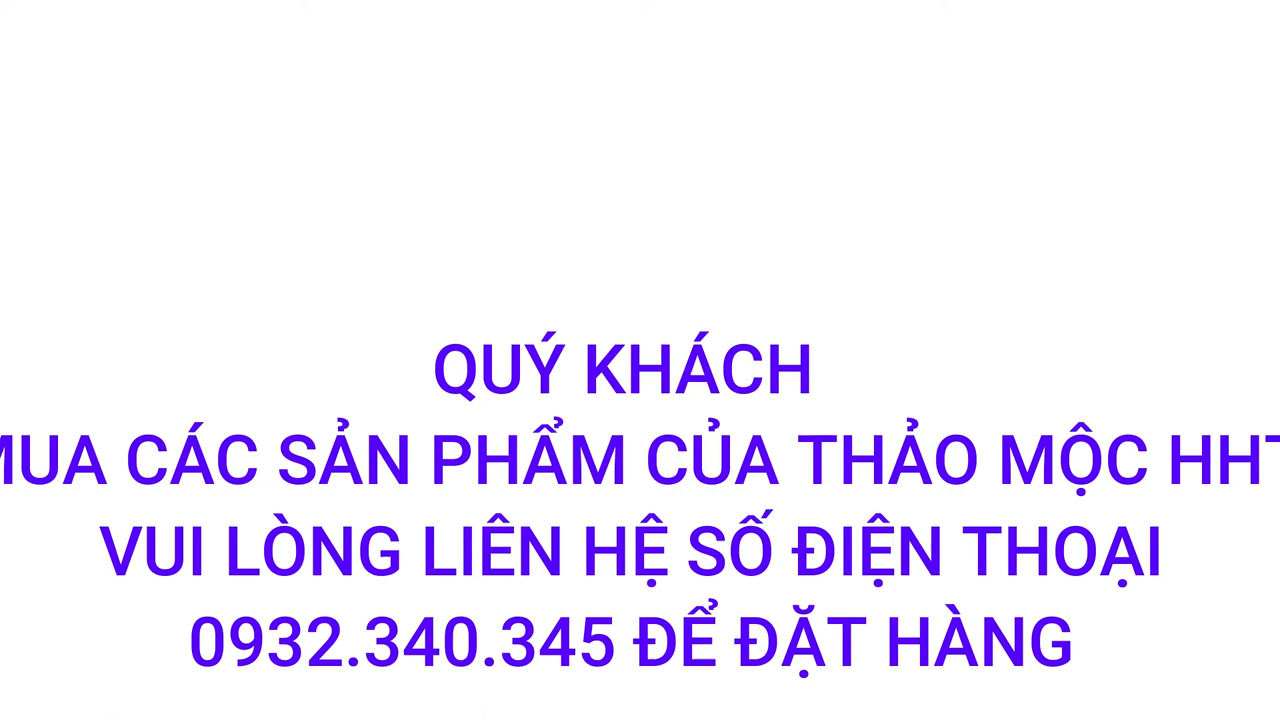 QUÝ KHÁCH
MUA CÁC SẢN PHẨM CỦA THẢO MỘC HHT
VUI LÒNG LIÊN HỆ SỐ ĐIỆN THOẠI
0932.340.345 ĐỂ ĐẶT HÀNG